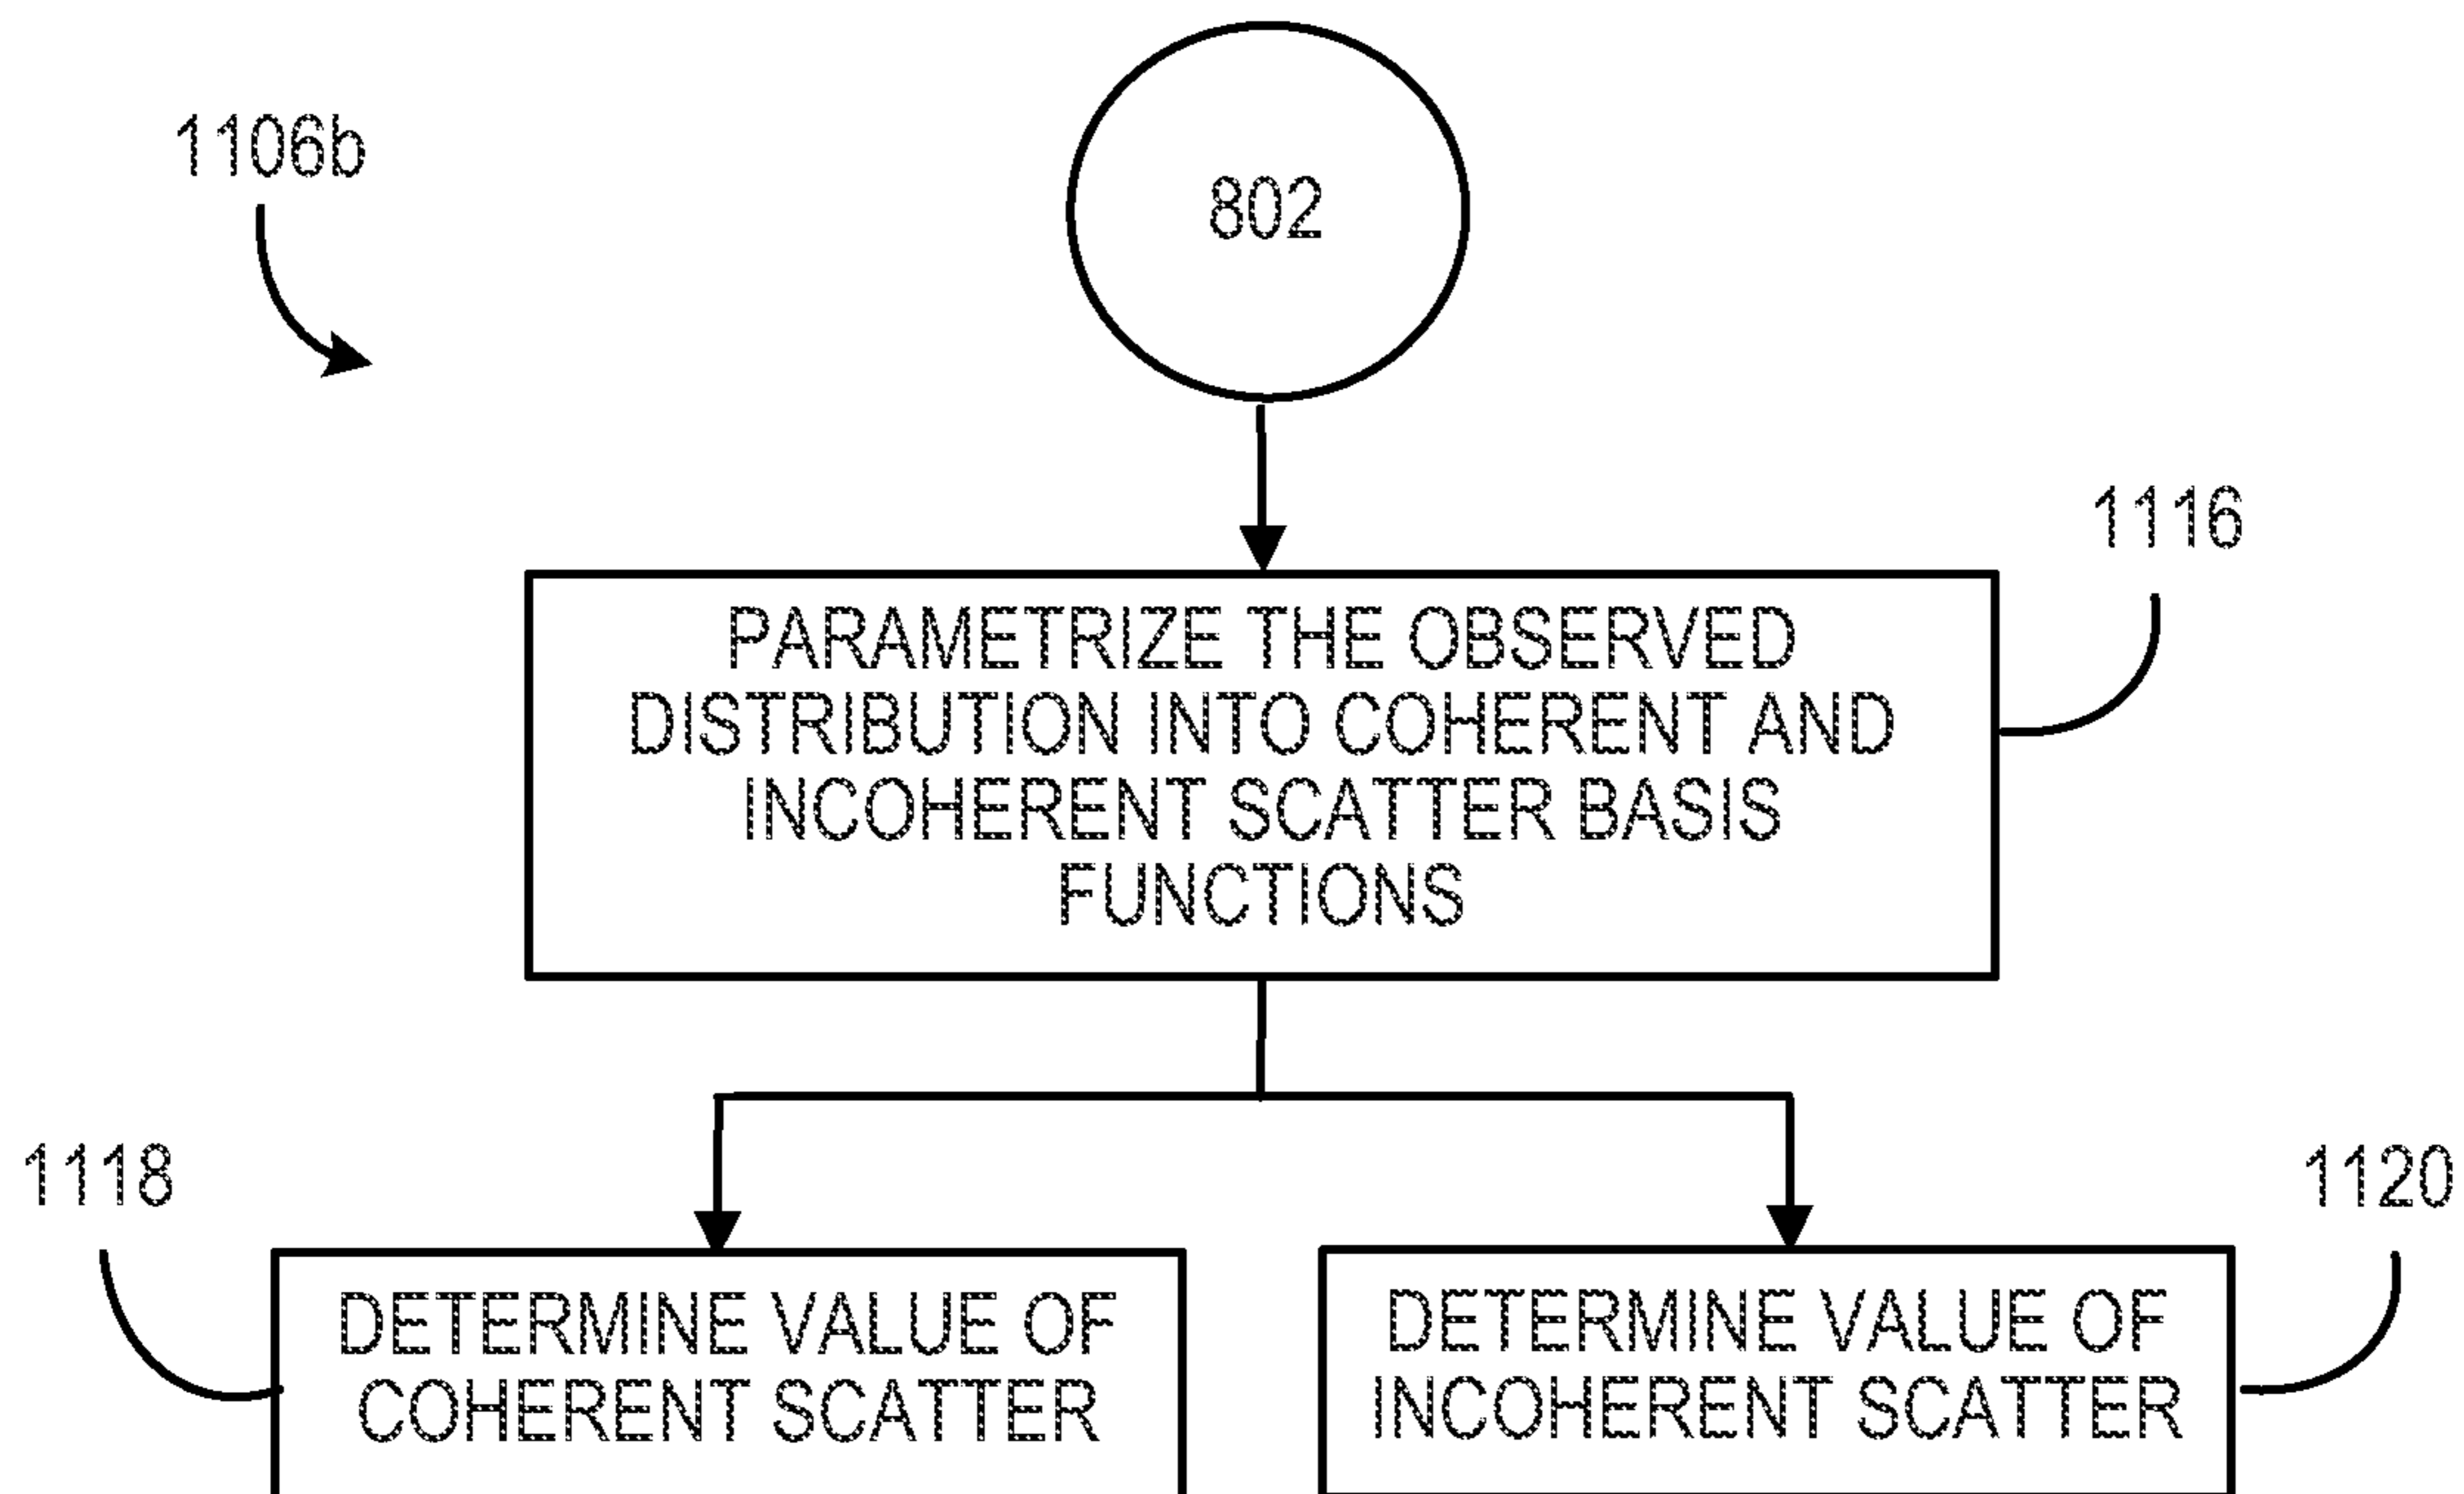 1106b
802
1116
PARAMETRIZE THE OBSERVED
DISTRIBUTION INTO COHERENT AND
INCOHERENT SCATTER BASIS
FUNCTIONS
1118
1120
DETERMINE VALUE OF
COHERENT SCATTER
DETERMINE VALUE OF
INCOHERENT SCATTER